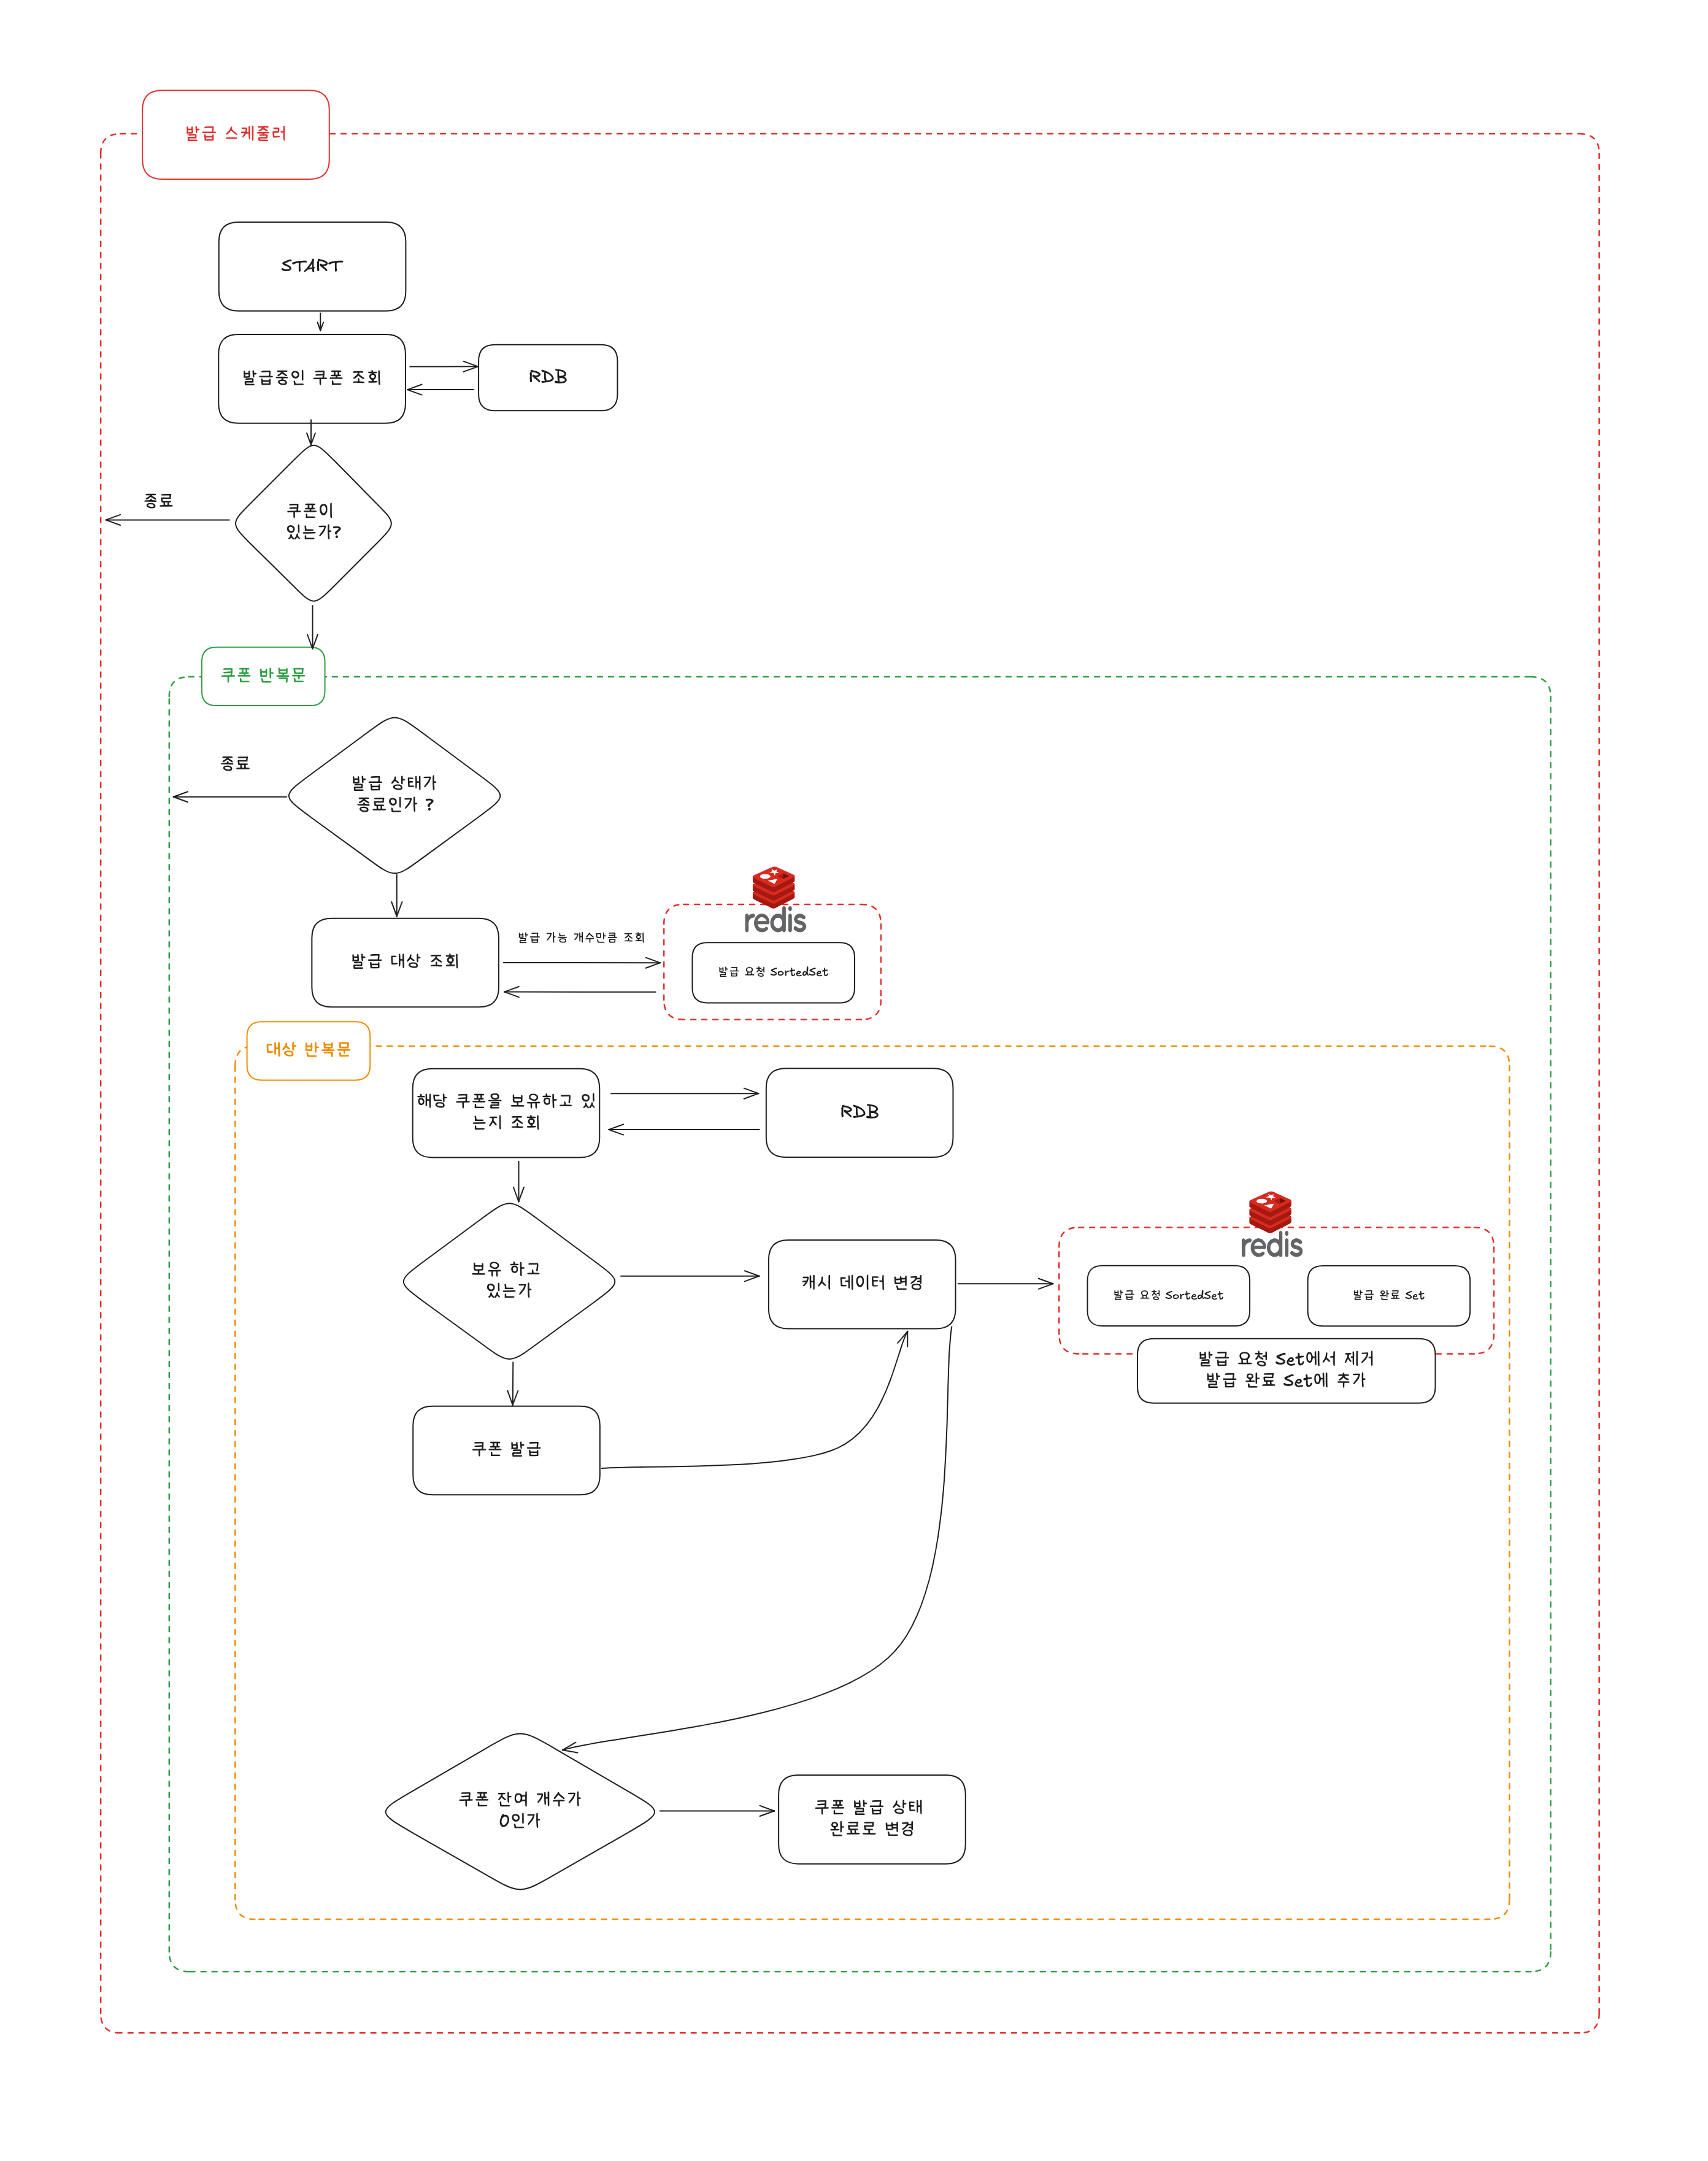 발급 스케줄러
START
발급중인 쿠폰 조회
RDB
종료
쿠폰이
있는가?
쿠폰 반복문
종료
발급 상태가
종료인가 ?
redis
발급 대상 조회
발급 가능 개수만큼 조회
발급 요청 SortedSet
대상 반복문
해당 쿠폰을 보유하고 있
는지 조회
RDB
redis
보유 하고
있는가
캐시 데이터 변경
발급 요청 SortedSet
발급 완료 Set
발급 요청 Set에서 제거
발급 완료 Set에 추가
쿠폰 발급
쿠폰 잔여 개수가
0인가
쿠폰 발급 상태
완료로 변경